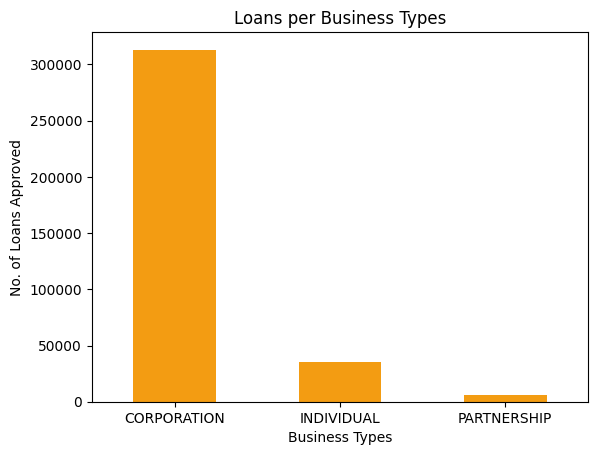 Loans per Business Types
No. of Loans Approved
300000
250000
200000
150000
100000
50000
0
CORPORATION
INDIVIDUAL
PARTNERSHIP
Business Types